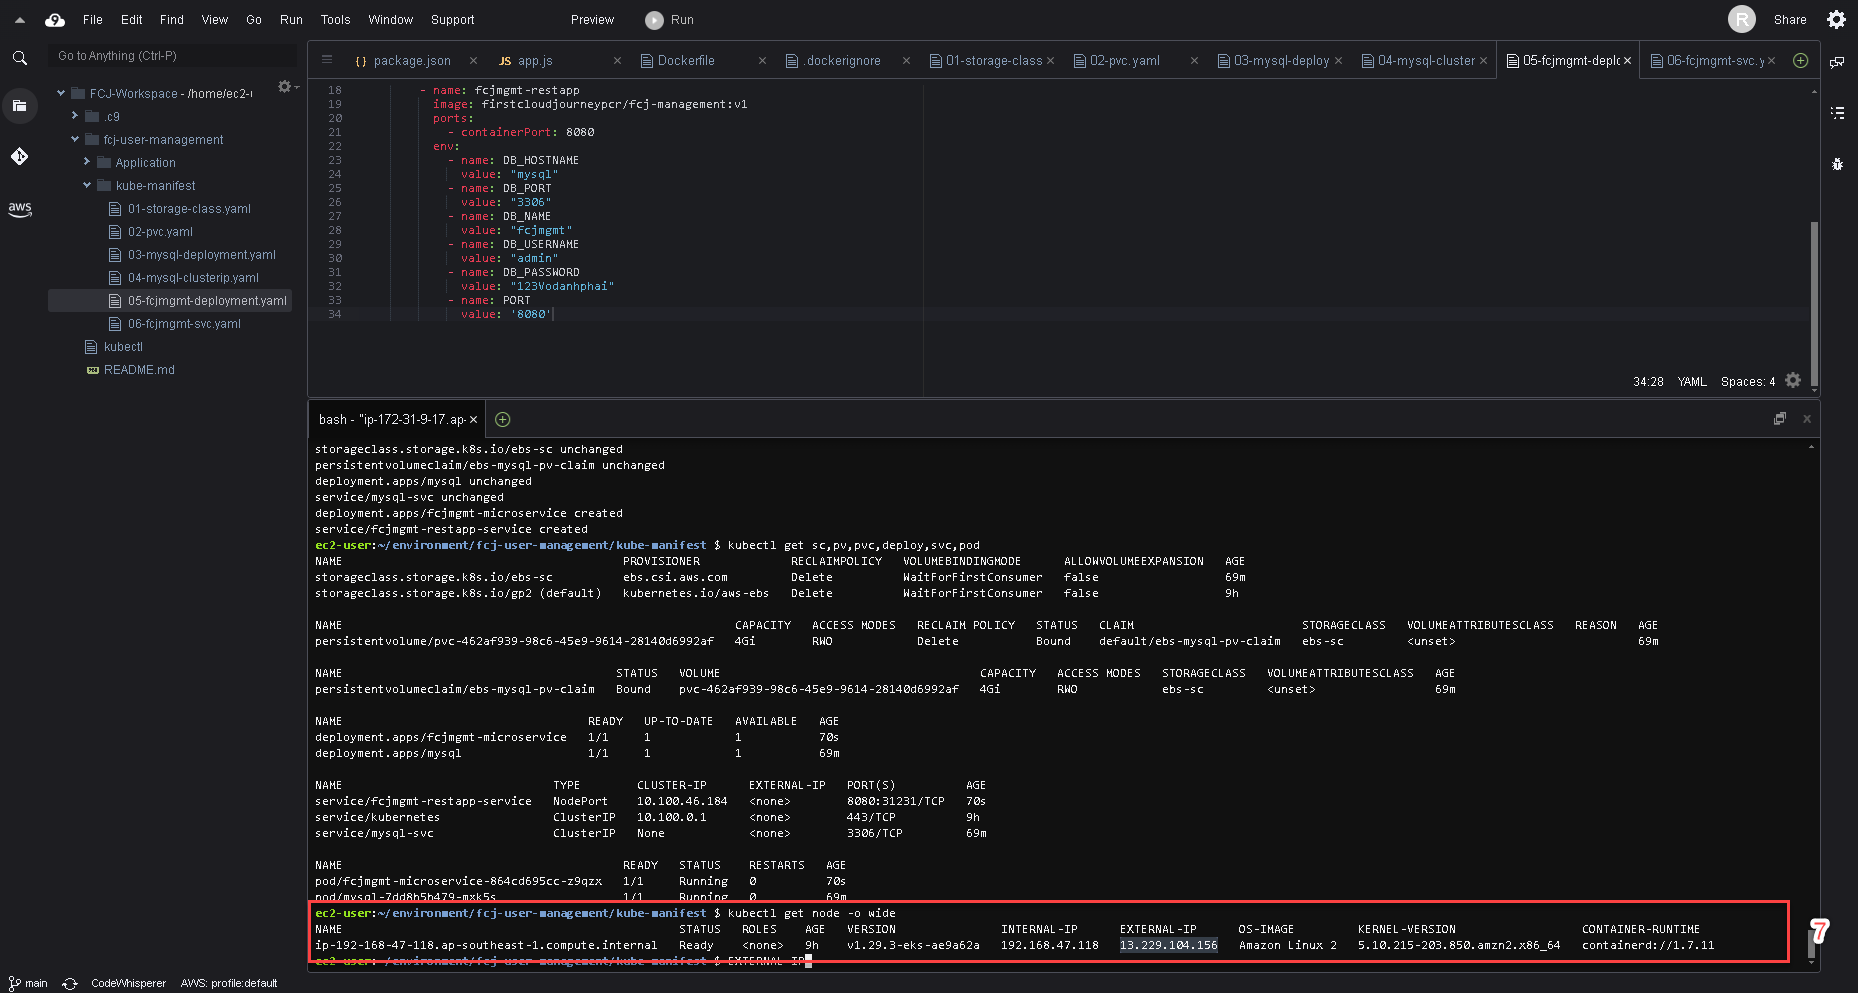 File Edit Find View Go Run Tools Window Support Preview Run R Share
Go to Anything (Ctrl-P)
package.json app.js Dockerfile .dockerignore 01-storage-class 02-pvc.yaml 03-mysql-deploy 04-mysql-cluster 05-fcjmgmt-deplo 06-fcjmgmt-svc.y
FCJ-Workspace - /home/ec2-u
.c9
fcj-user-management
Application
kube-manifest
01-storage-class.yaml
02-pvc.yaml
03-mysql-deployment.yaml
04-mysql-clusterip.yaml
05-fcjmgmt-deployment.yaml
06-fcjmgmt-svc.yaml
kubectl
README.md
aws
18 - name: fcjmgmt-restapp
19 image: firstcloudjourneypcr/fcj-management:v1
20 ports:
21 - containerPort: 8080
22 env:
23 - name: DB_HOSTNAME
24 value: "mysql"
25 - name: DB_PORT
26 value: "3306"
27 - name: DB_NAME
28 value: "fcjmgmt"
29 - name: DB_USERNAME
30 value: "admin"
31 - name: DB_PASSWORD
32 value: "123Vodanhphai"
33 - name: PORT
34 value: '8080'
34:28 YAML Spaces: 4
bash - "ip-172-31-9-17.ap-
storageclass.storage.k8s.io/ebs-sc unchanged
persistentvolumeclaim/ebs-mysql-pv-claim unchanged
deployment.apps/mysql unchanged
service/mysql-svc unchanged
deployment.apps/fcjmgmt-microservice created
service/fcjmgmt-restapp-service created
ec2-user:~/environment/fcj-user-management/kube-manifest $ kubectl get sc,pv,pvc,deploy,svc,pod
NAME PROVISIONER RECLAIMPOLICY VOLUMEBINDINGMODE ALLOWVOLUMEEXPANSION AGE
storageclass.storage.k8s.io/ebs-sc ebs.csi.aws.com Delete WaitForFirstConsumer false 69m
storageclass.storage.k8s.io/gp2 (default) kubernetes.io/aws-ebs Delete WaitForFirstConsumer false 9h
NAME CAPACITY ACCESS MODES RECLAIM POLICY STATUS CLAIM STORAGECLASS VOLUMEATTRIBUTESCLASS REASON AGE
persistentvolume/pvc-462af939-98c6-45e9-9614-28140d6992af 4Gi RWO Delete Bound default/ebs-mysql-pv-claim ebs-sc <unset> 69m
NAME STATUS VOLUME CAPACITY ACCESS MODES STORAGECLASS VOLUMEATTRIBUTESCLASS AGE
persistentvolumeclaim/ebs-mysql-pv-claim Bound pvc-462af939-98c6-45e9-9614-28140d6992af 4Gi RWO ebs-sc <unset> 69m
NAME READY UP-TO-DATE AVAILABLE AGE
deployment.apps/fcjmgmt-microservice 1/1 1 1 70s
deployment.apps/mysql 1/1 1 1 69m
NAME TYPE CLUSTER-IP EXTERNAL-IP PORT(S) AGE
service/fcjmgmt-restapp-service NodePort 10.100.46.184 <none> 8080:31231/TCP 70s
service/kubernetes ClusterIP 10.100.0.1 <none> 443/TCP 9h
service/mysql-svc ClusterIP None <none> 3306/TCP 69m
NAME READY STATUS RESTARTS AGE
pod/fcjmgmt-microservice-864cd695cc-z9qzx 1/1 Running 0 70s
pod/mysql-7dd8b5b479-mxk5s 1/1 Running 0 69m
ec2-user:~/environment/fcj-user-management/kube-manifest $ kubectl get node -o wide
NAME STATUS ROLES AGE VERSION INTERNAL-IP EXTERNAL-IP OS-IMAGE KERNEL-VERSION CONTAINER-RUNTIME
ip-192-168-47-118.ap-southeast-1.compute.internal Ready <none> 9h v1.29.3-eks-ae9a62a 192.168.47.118 13.229.104.156 Amazon Linux 2 5.10.215-203.850.amzn2.x86_64 containerd://1.7.11
ec2-user:~/environment/fcj-user-management/kube-manifest $ EXTERNAL-IP
7
main CodeWhisperer AWS: profile:default